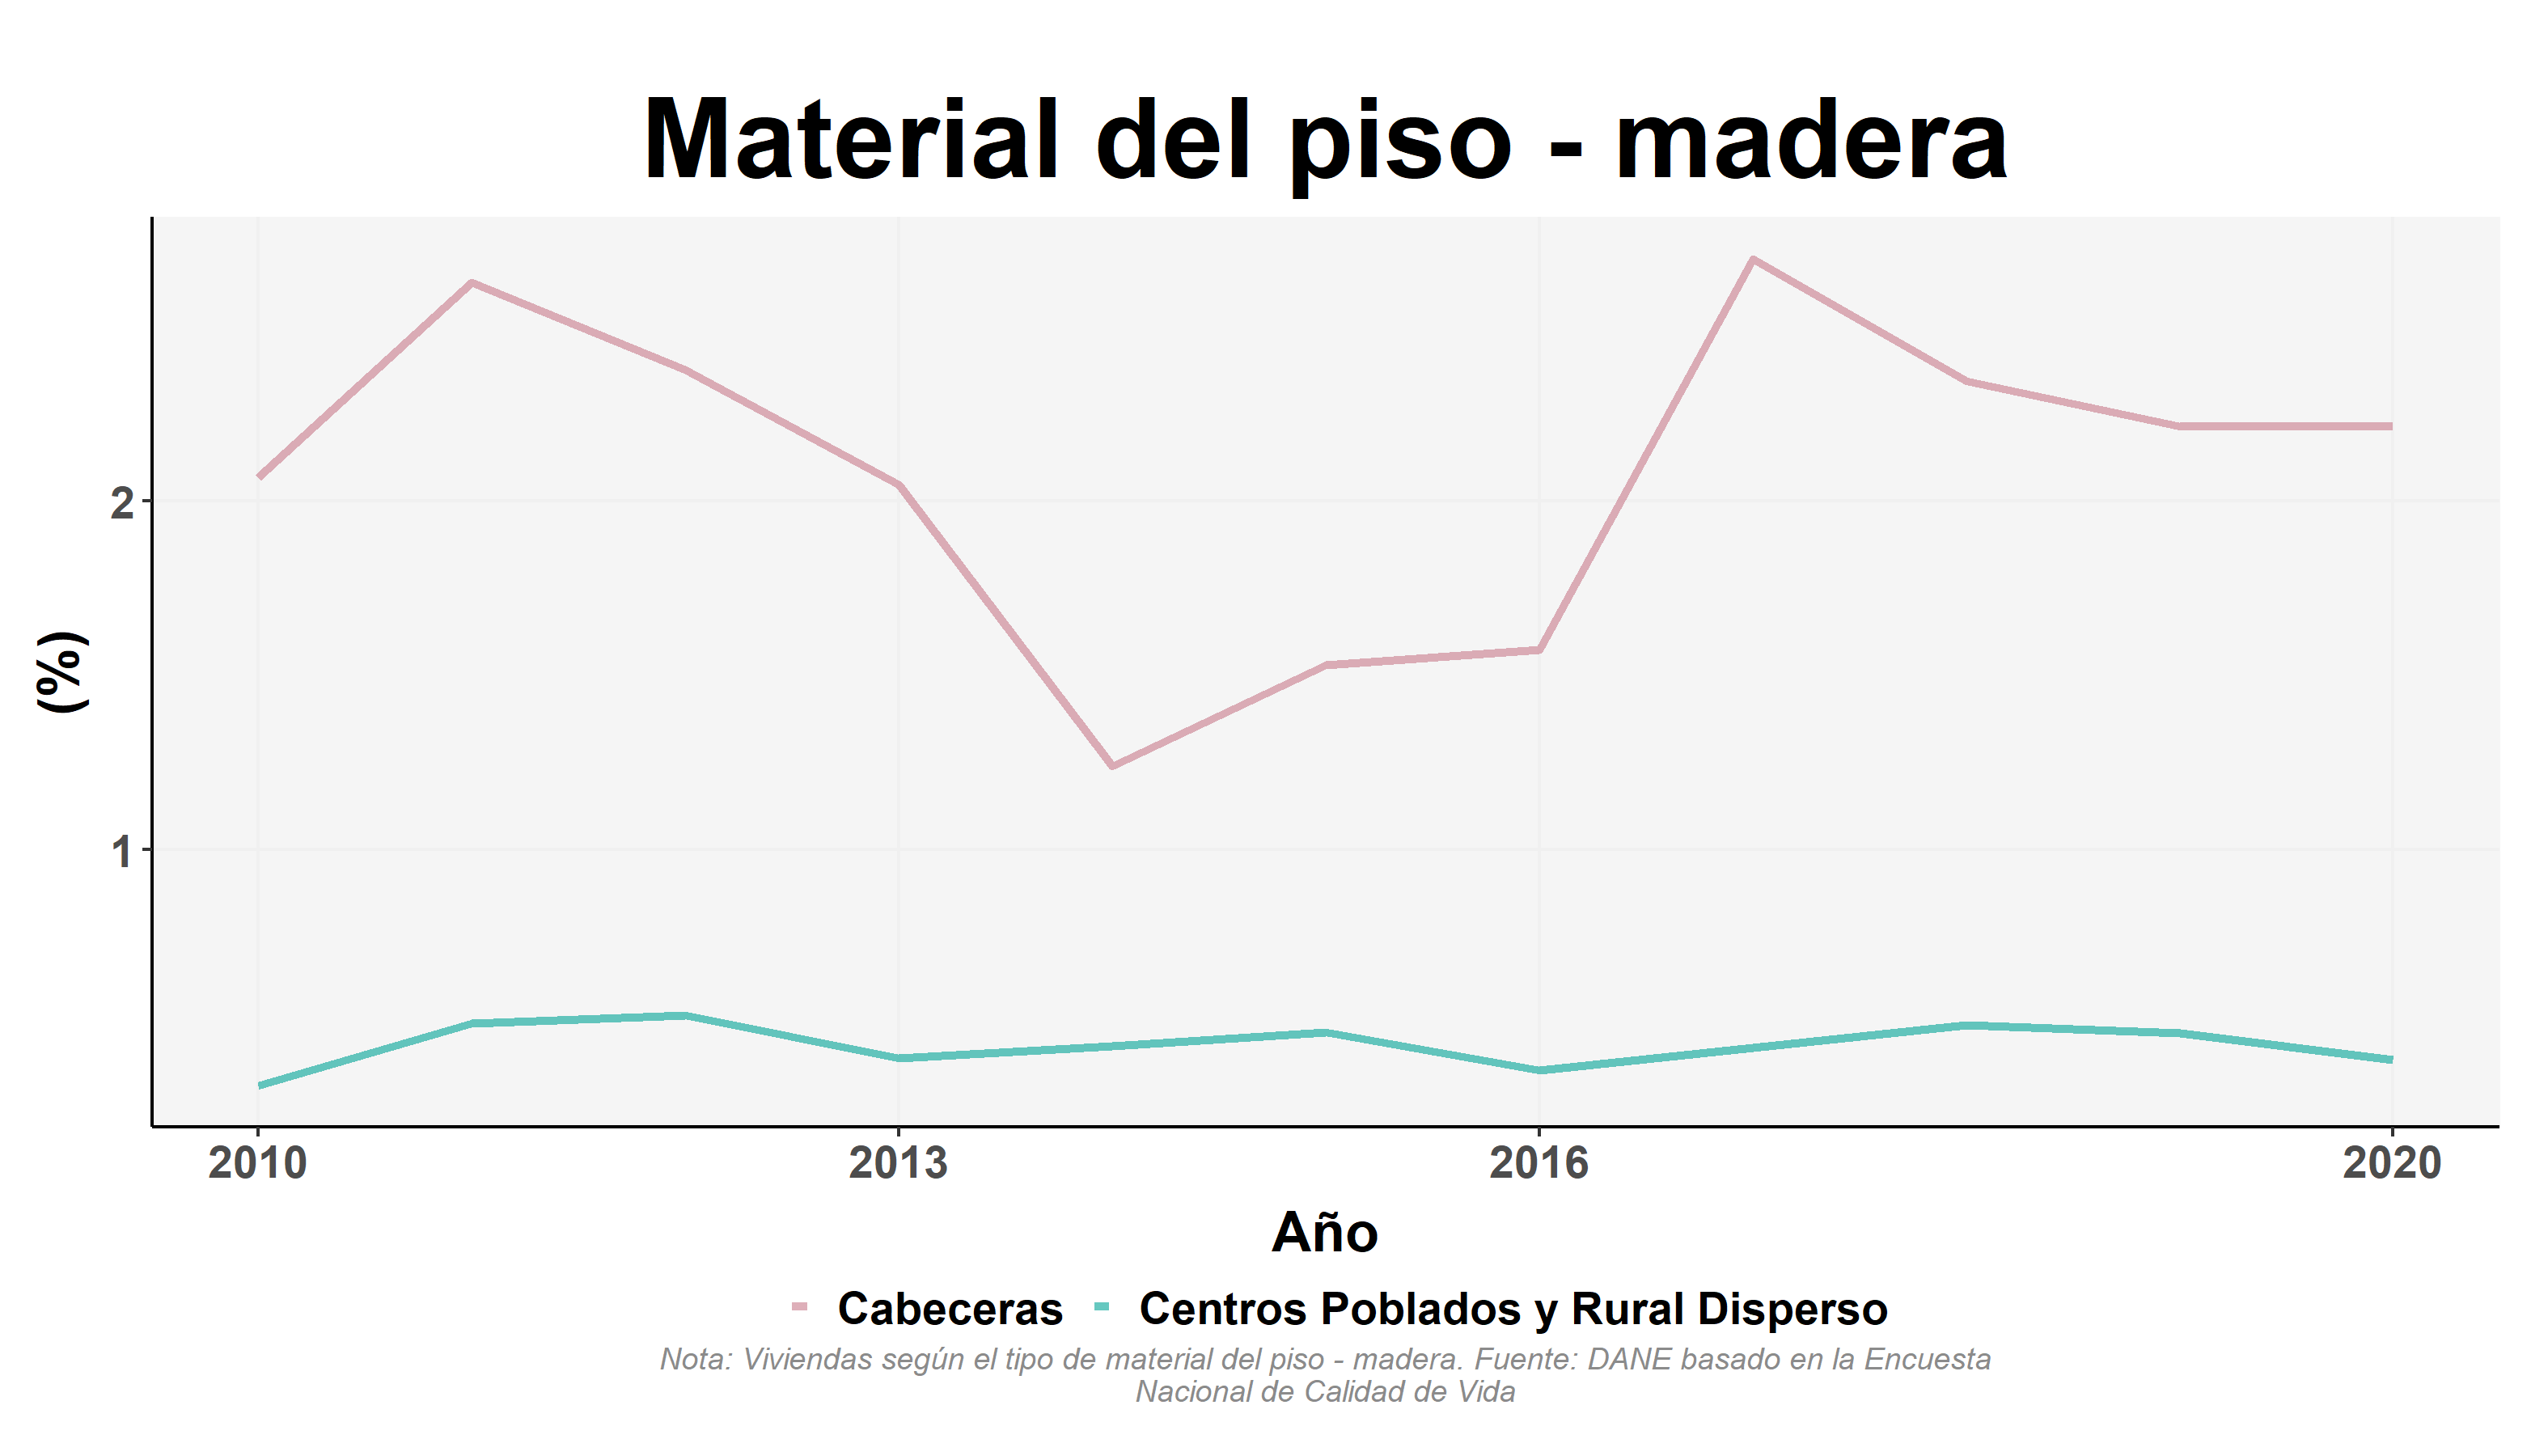 Material del piso - madera
(%)
2
1
2010 2013 2016 2020
Año
Cabeceras Centros Poblados y Rural Disperso
Nota: Viviendas según el tipo de material del piso - madera. Fuente: DANE basado en la Encuesta
Nacional de Calidad de Vida